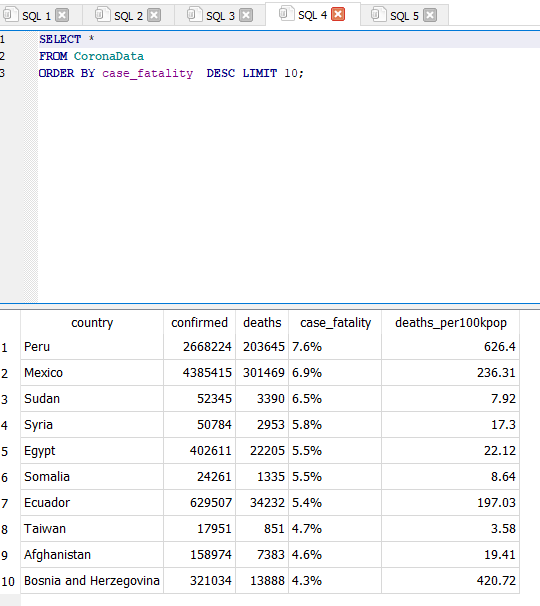 SQL 1 SQL 2 SQL 3 SQL 4 SQL 5
1 SELECT *
2 FROM CoronaData
3 ORDER BY case_fatality DESC LIMIT 10;
country confirmed deaths case_fatality deaths_per100kpop
1 Peru 2668224 203645 7.6% 626.4
2 Mexico 4385415 301469 6.9% 236.31
3 Sudan 52345 3390 6.5% 7.92
4 Syria 50784 2953 5.8% 17.3
5 Egypt 402611 22205 5.5% 22.12
6 Somalia 24261 1335 5.5% 8.64
7 Ecuador 629507 34232 5.4% 197.03
8 Taiwan 17951 851 4.7% 3.58
9 Afghanistan 158974 7383 4.6% 19.41
10 Bosnia and Herzegovina 321034 13888 4.3% 420.72